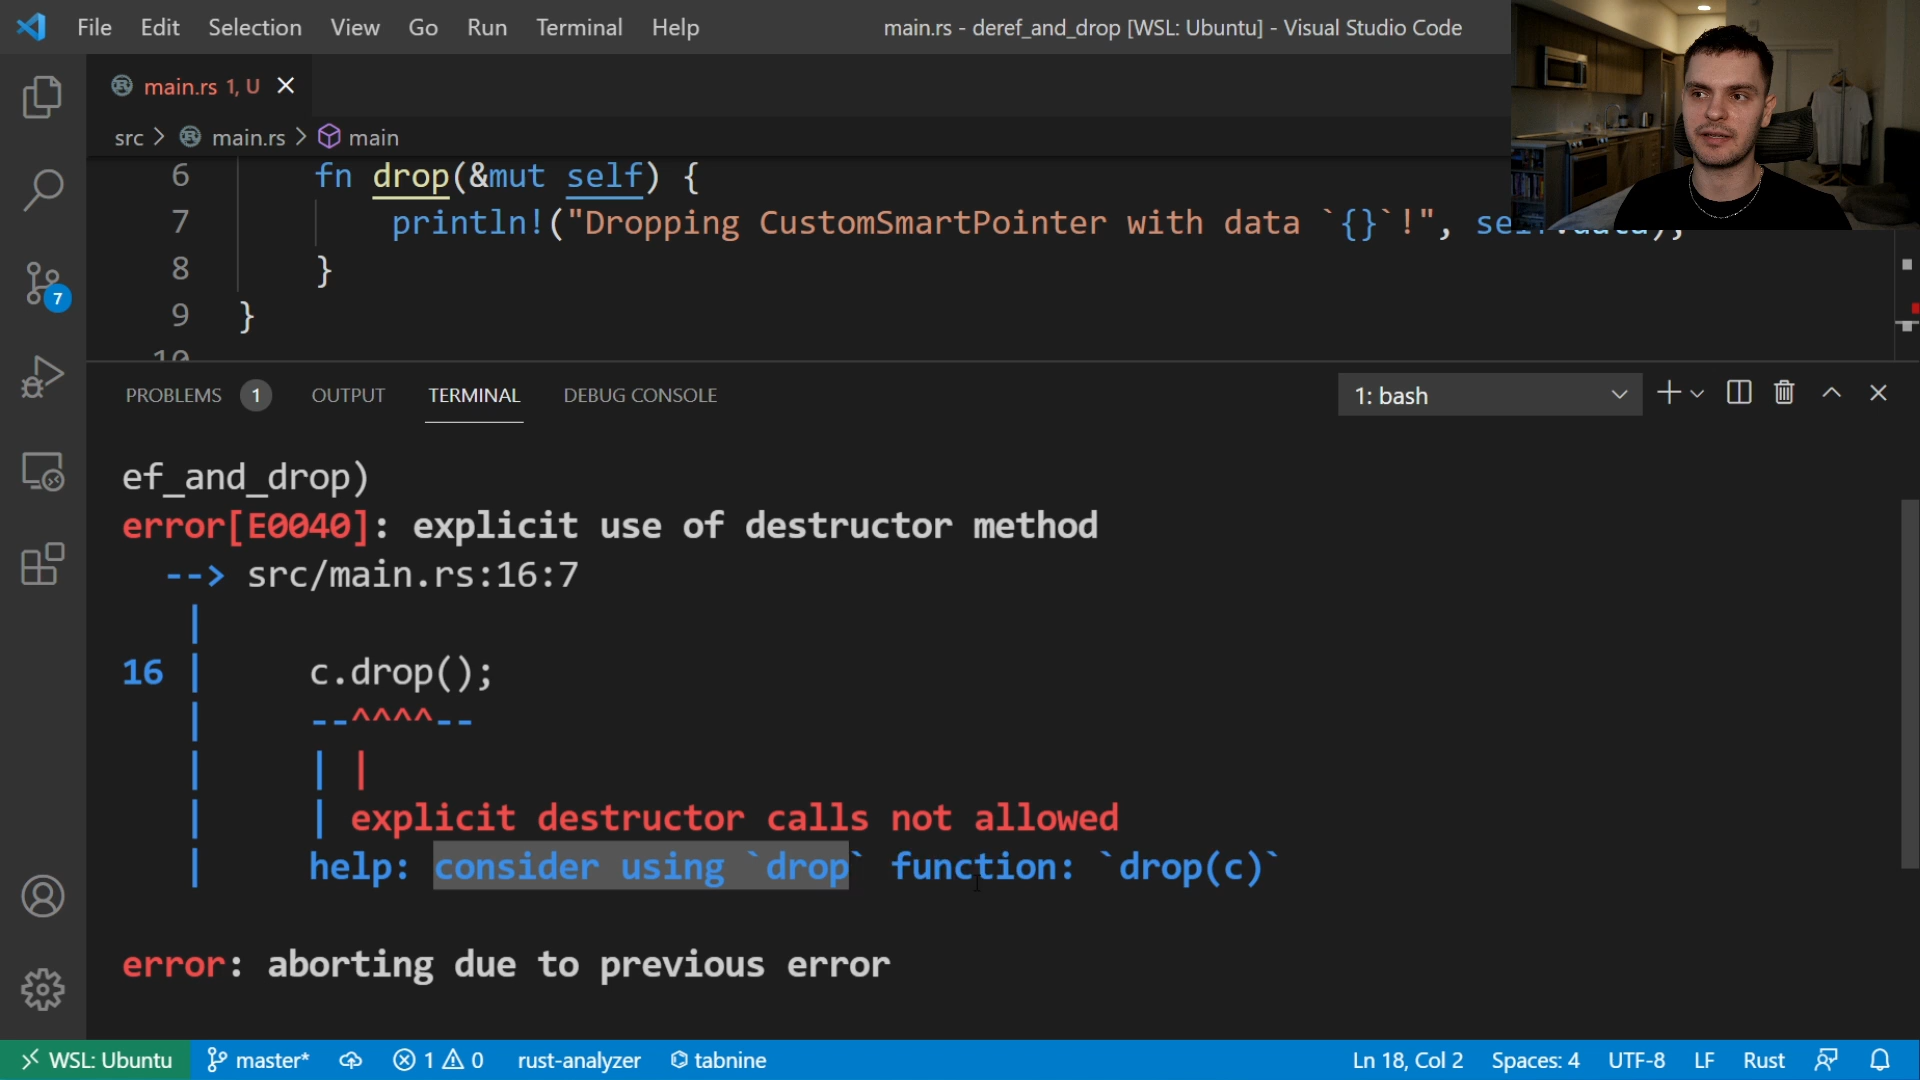 File Edit Selection View Go Run Terminal Help main.rs - deref_and_drop [WSL: Ubuntu] - Visual Studio Code
main.rs 1, U
src > main.rs > main
6 fn drop(&mut self) {
7 println!("Dropping CustomSmartPointer with data `{}`!", self.data);
8 }
9 }
10
7
PROBLEMS 1 OUTPUT TERMINAL DEBUG CONSOLE 1: bash
ef_and_drop)
error[E0040]: explicit use of destructor method
--> src/main.rs:16:7
|
16 | c.drop();
| --^^^^--
| | |
| | explicit destructor calls not allowed
| help: consider using `drop` function: `drop(c)`
error: aborting due to previous error
WSL: Ubuntu master* 1 0 rust-analyzer tabnine Ln 18, Col 2 Spaces: 4 UTF-8 LF Rust